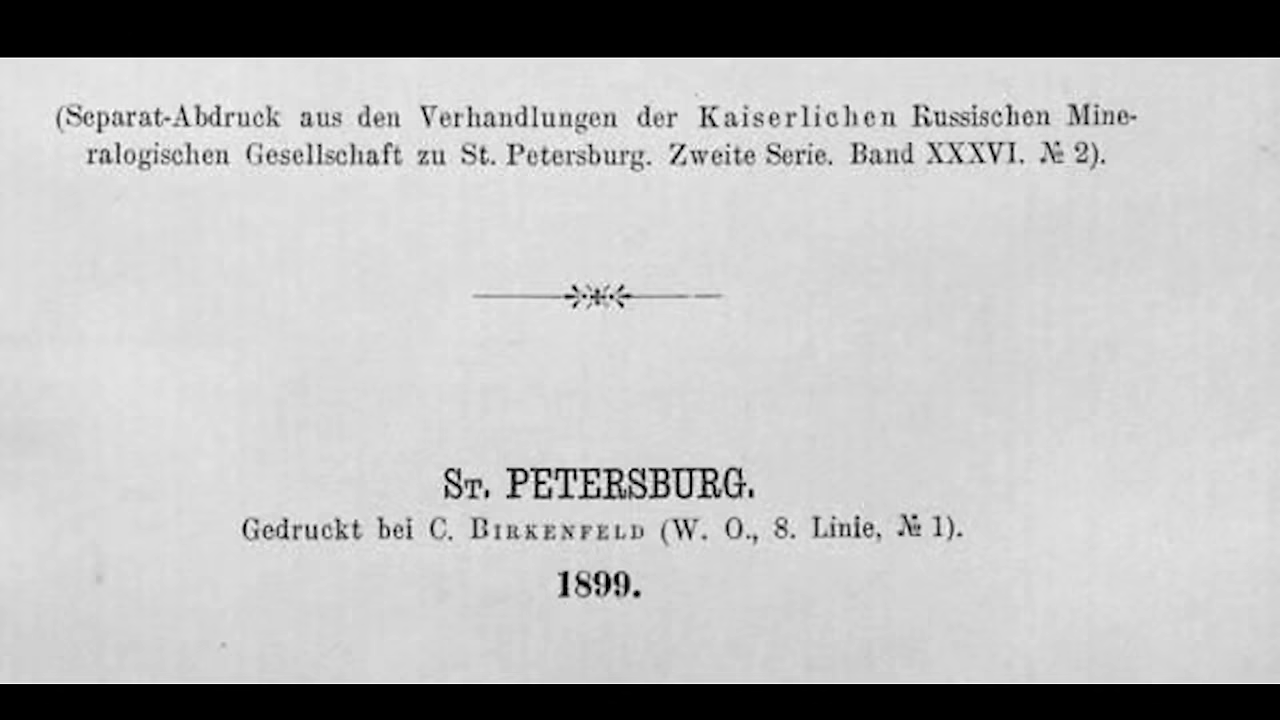 (Separat-Abdruck aus den Verhandlungen der Kaiserlichen Russischen Mine-
ralogischen Gesellschaft zu St. Petersburg. Zweite Serie. Band XXXVI. № 2).
St. PETERSBURG.
Gedruckt bei C. Birkenfeld (W. O., 8. Linie, № 1).
1899.